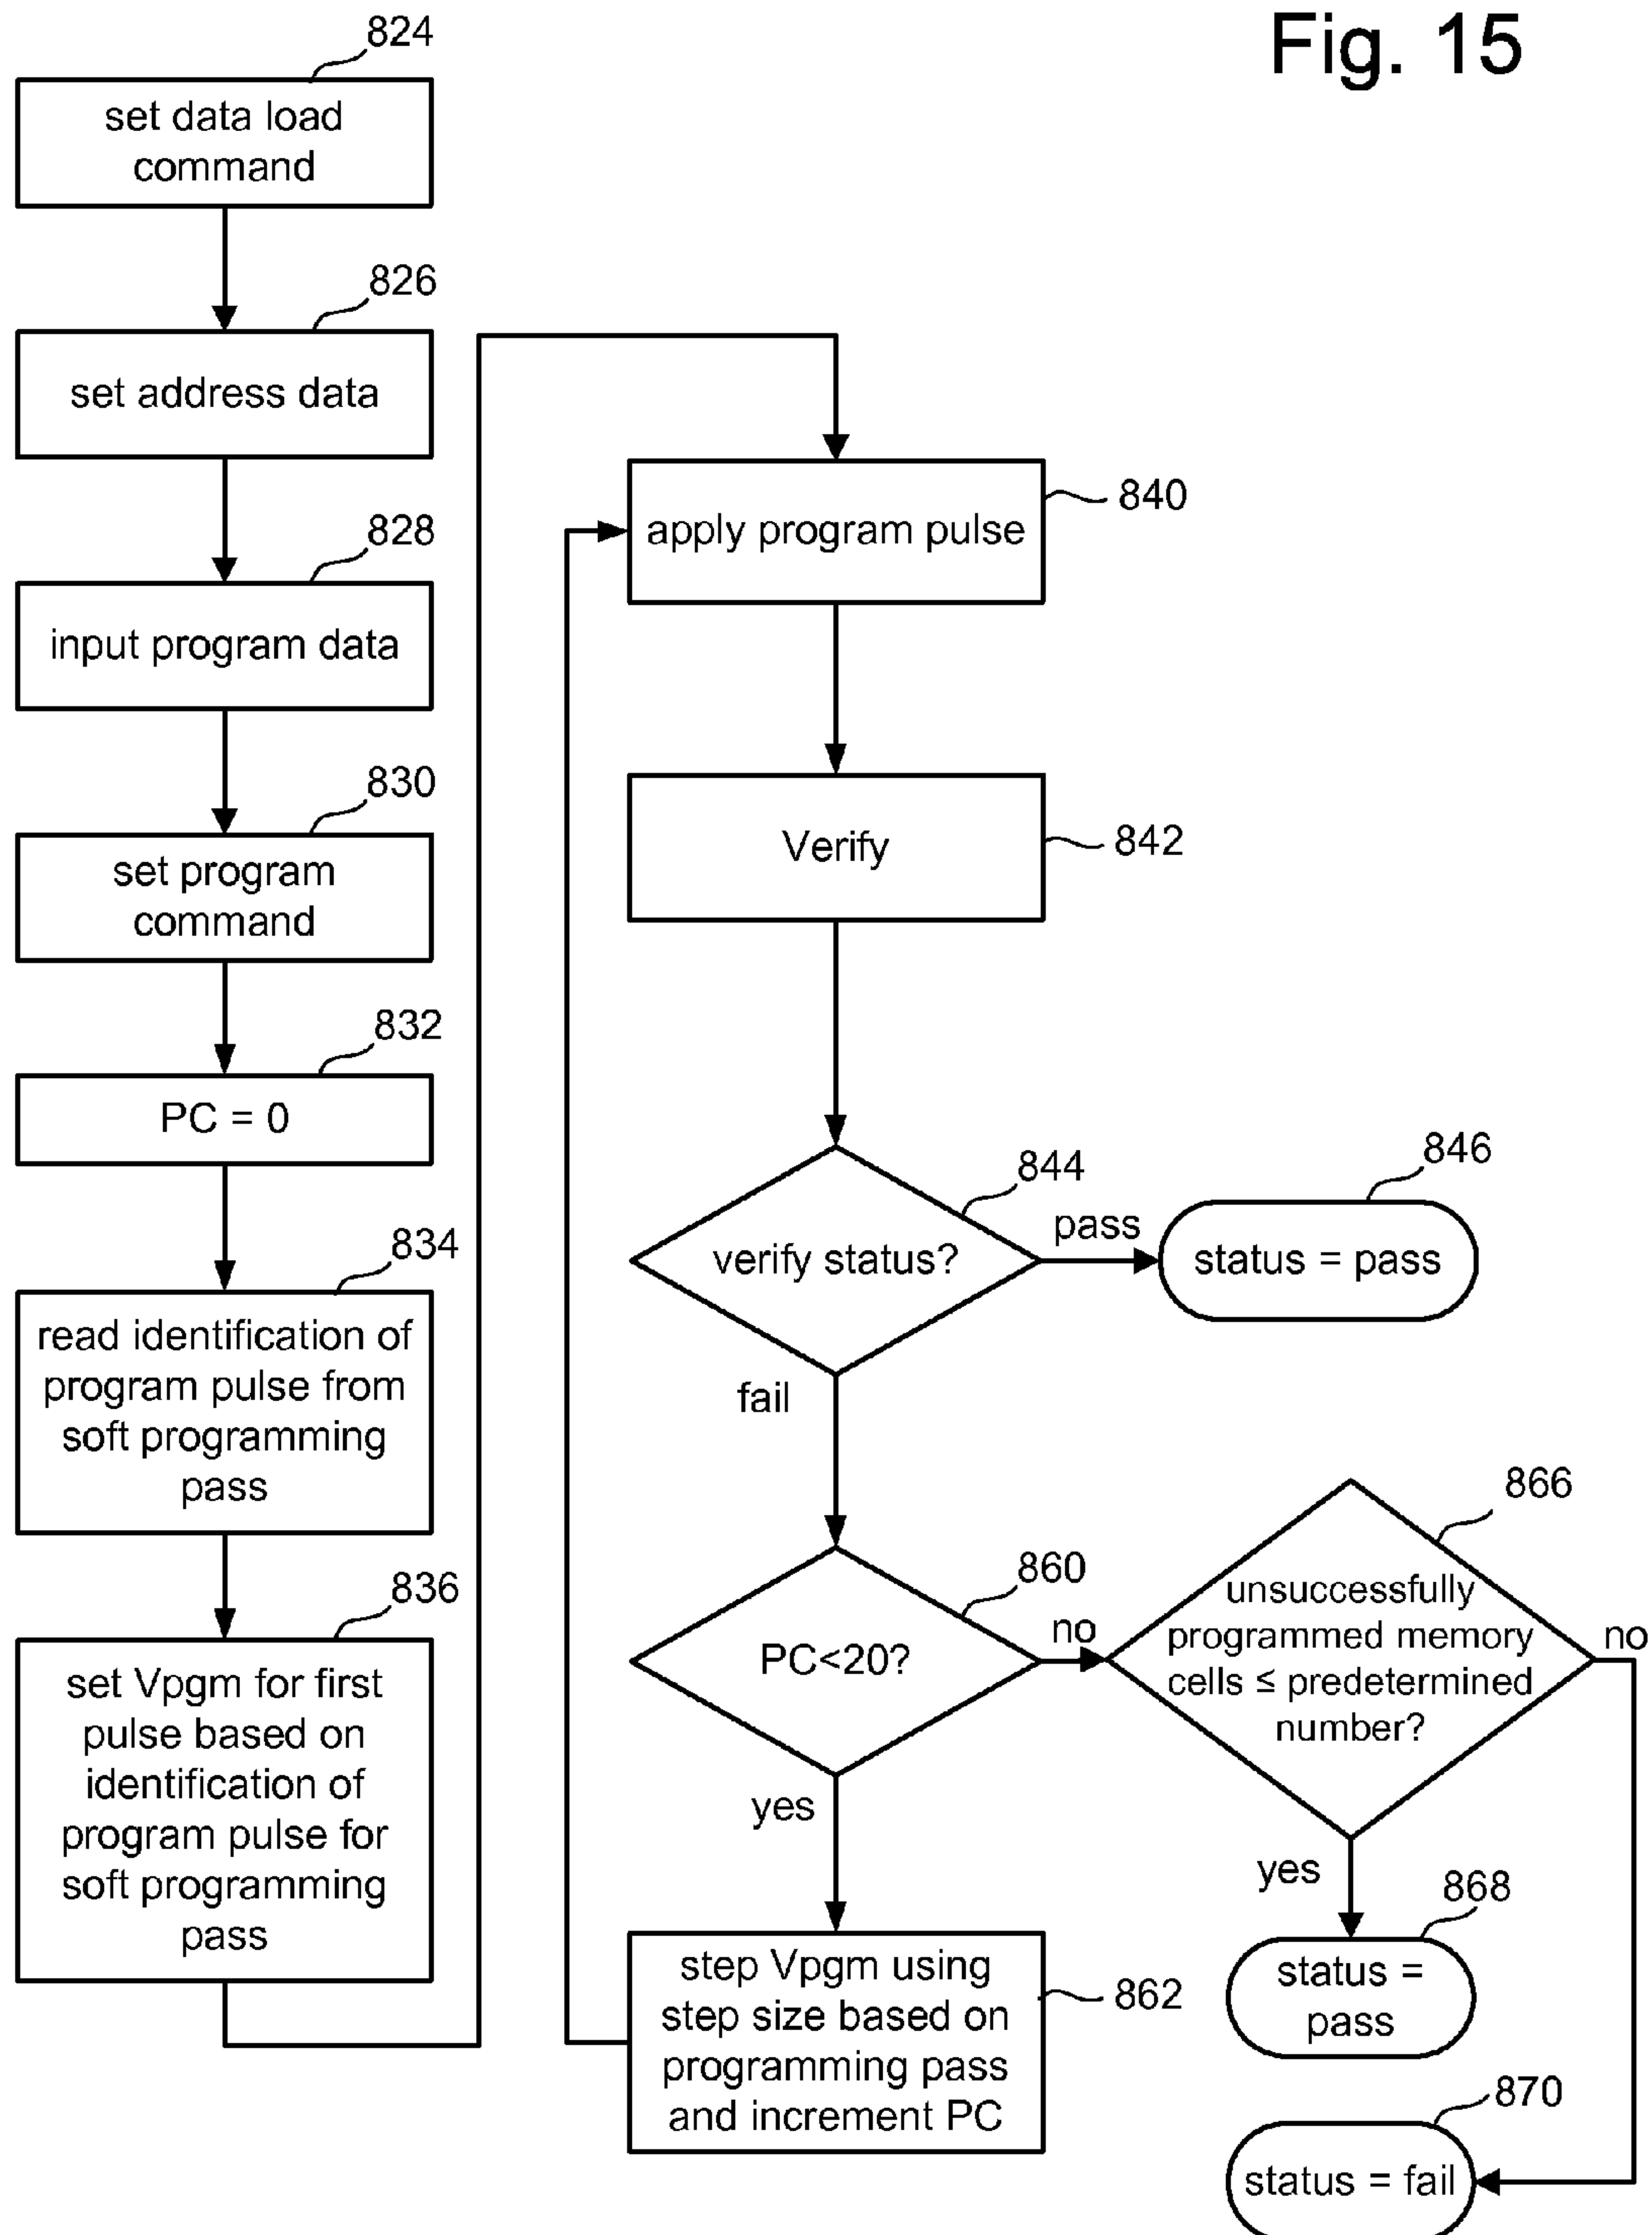 Fig. 15
824
set data load
command
826
set address data
828
input program data
830
set program
command
832
PC = 0
834
read identification of
program pulse from
soft programming
pass
836
set Vpgm for first
pulse based on
identification of
program pulse for
soft programming
pass
840
apply program pulse
842
Verify
844
verify status?
pass
846
status = pass
fail
860
PC<20?
no
866
unsuccessfully
programmed memory
cells ≤ predetermined
number?
no
yes
yes
868
status =
pass
862
step Vpgm using
step size based on
programming pass
and increment PC
870
status = fail